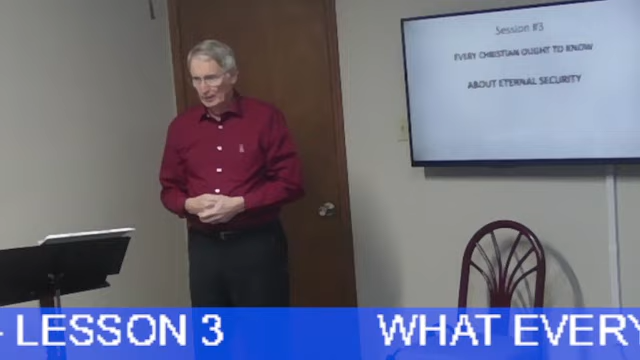 Session #3
EVERY CHRISTIAN OUGHT TO KNOW
ABOUT ETERNAL SECURITY
- LESSON 3 WHAT EVERY